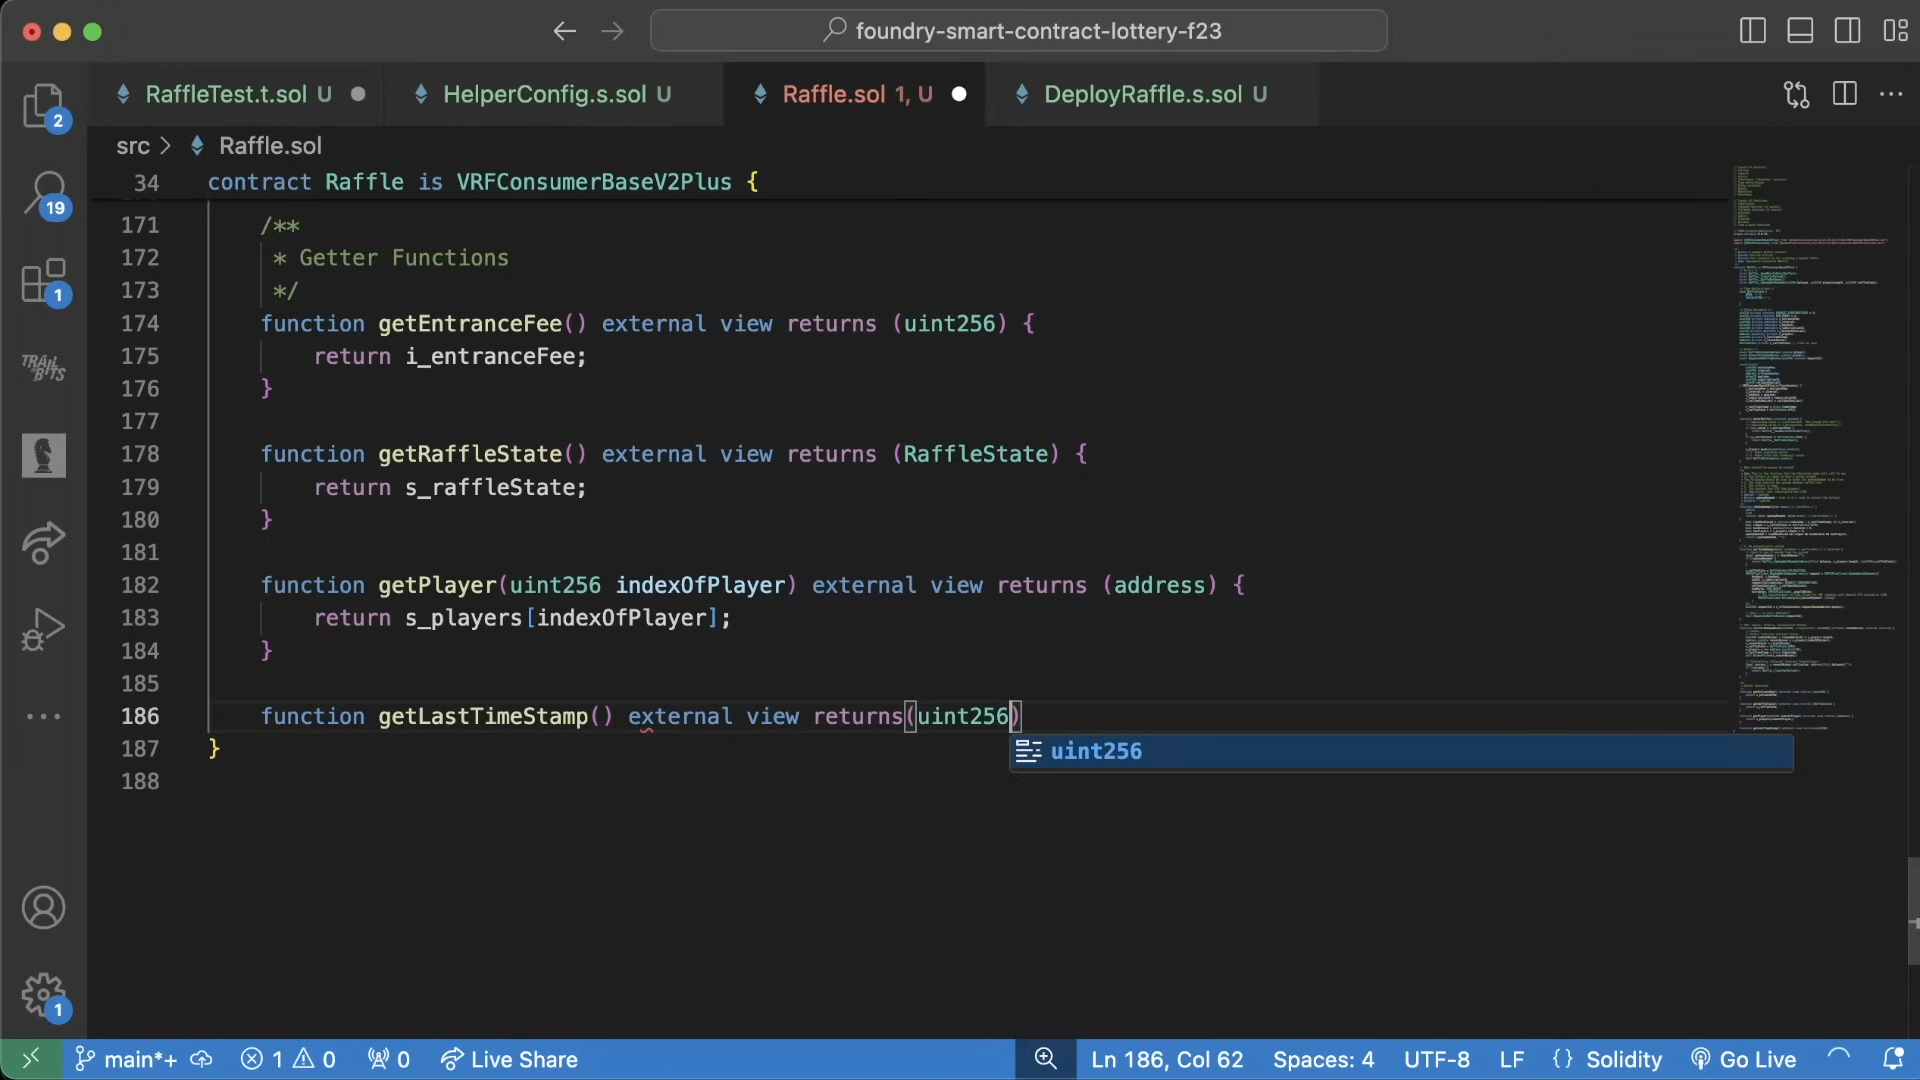 foundry-smart-contract-lottery-f23
RaffleTest.t.sol U
HelperConfig.s.sol U
Raffle.sol 1, U
DeployRaffle.s.sol U
src > Raffle.sol
34 contract Raffle is VRFConsumerBaseV2Plus {
171 /**
172 * Getter Functions
173 */
174 function getEntranceFee() external view returns (uint256) {
175 return i_entranceFee;
176 }
177
178 function getRaffleState() external view returns (RaffleState) {
179 return s_raffleState;
180 }
181
182 function getPlayer(uint256 indexOfPlayer) external view returns (address) {
183 return s_players[indexOfPlayer];
184 }
185
186 function getLastTimeStamp() external view returns(uint256)
187 }
188
uint256
2
19
1
TRAIL OF BITS
1
main*+
1 0
0
Live Share
Ln 186, Col 62
Spaces: 4
UTF-8
LF
{} Solidity
Go Live